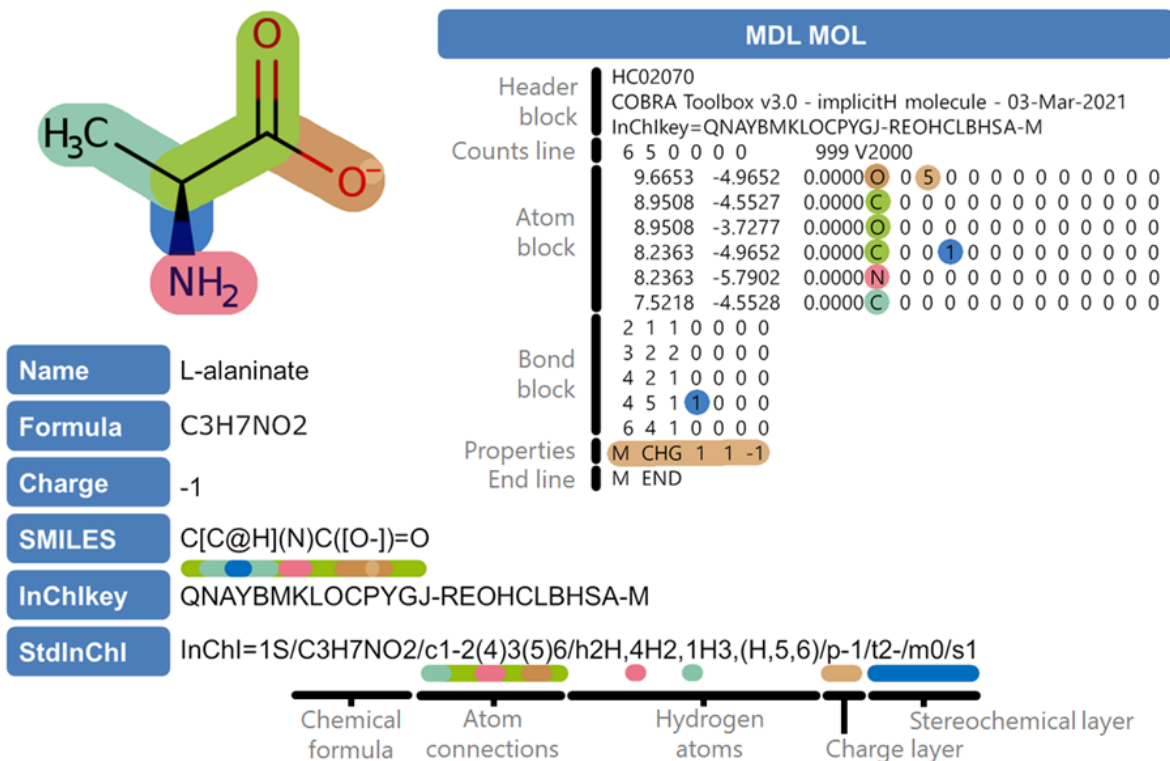 O
H3C
O−
NH2
MDL MOL
Header block
HC02070
COBRA Toolbox v3.0 - implicitH molecule - 03-Mar-2021
InChIkey=QNAYBMKLOCPYGJ-REOHCLBHSA-M
Counts line
6 5 0 0 0 0 999 V2000
Atom block
9.6653 -4.9652 0.0000 O 0 5 0 0 0 0 0 0 0 0 0 0
8.9508 -4.5527 0.0000 C 0 0 0 0 0 0 0 0 0 0 0 0
8.9508 -3.7277 0.0000 O 0 0 0 0 0 0 0 0 0 0 0 0
8.2363 -4.9652 0.0000 C 0 0 1 0 0 0 0 0 0 0 0 0
8.2363 -5.7902 0.0000 N 0 0 0 0 0 0 0 0 0 0 0 0
7.5218 -4.5528 0.0000 C 0 0 0 0 0 0 0 0 0 0 0 0
Bond block
2 1 1 0 0 0 0
3 2 2 0 0 0 0
4 2 1 0 0 0 0
4 5 1 1 0 0 0
6 4 1 0 0 0 0
Properties
M CHG 1 1 -1
End line
M END
Name
L-alaninate
Formula
C3H7NO2
Charge
-1
SMILES
C[C@H](N)C([O-])=O
InChIkey
QNAYBMKLOCPYGJ-REOHCLBHSA-M
StdInChI
InChI=1S/C3H7NO2/c1-2(4)3(5)6/h2H,4H2,1H3,(H,5,6)/p-1/t2-/m0/s1
Chemical formula
Atom connections
Hydrogen atoms
Charge layer
Stereochemical layer